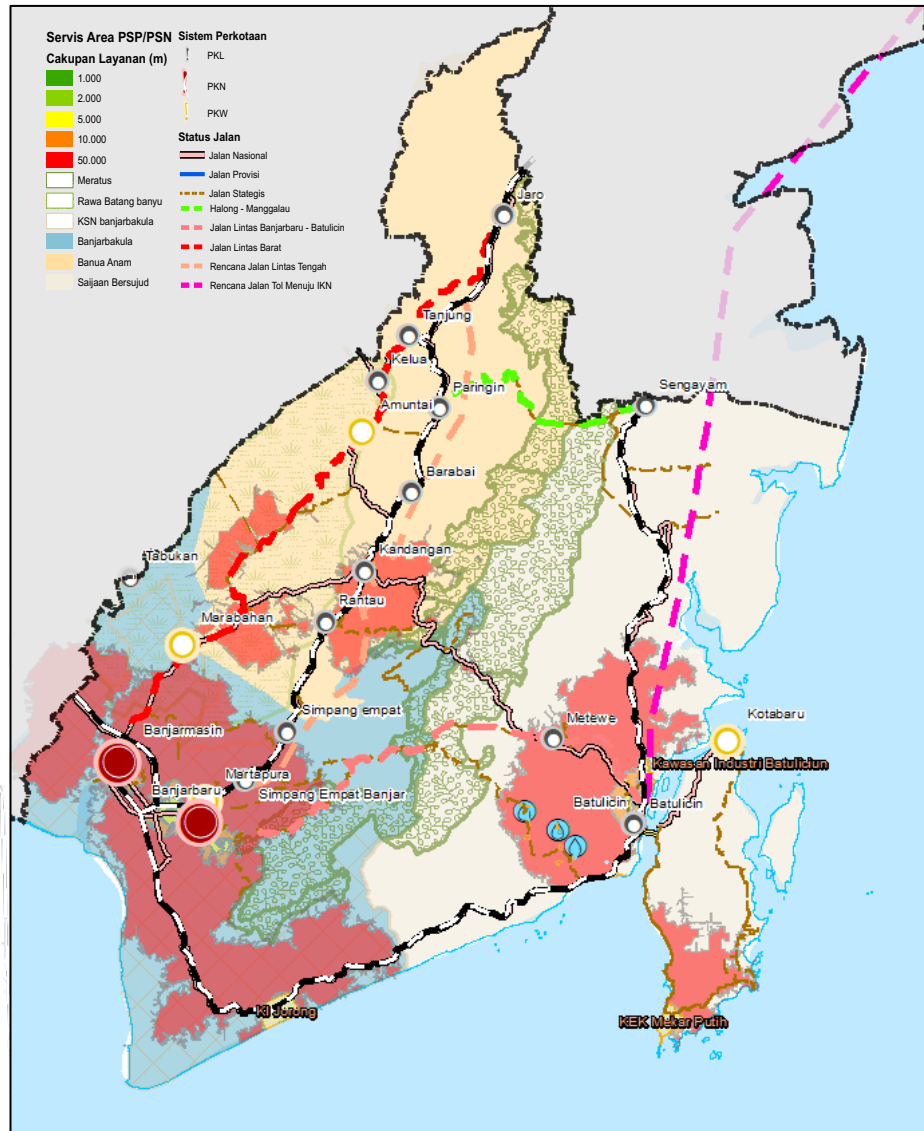 Servis Area PSP/PSN
Cakupan Layanan (m)
1.000
2.000
5.000
10.000
50.000
Meratus
Rawa Batang banyu
KSN banjarbakula
Banjarbakula
Banua Anam
Saijaan Bersujud
Sistem Perkotaan
PKL
PKN
PKW
Status Jalan
Jalan Nasional
Jalan Provisi
Jalan Stategis
Halong - Manggalau
Jalan Lintas Banjarbaru - Batulicin
Jalan Lintas Barat
Rencana Jalan Lintas Tengah
Rencana Jalan Tol Menuju IKN
Jaro
Tanjung
Kelua
Paringin
Sengayam
Amuntai
Barabai
Kandangan
Tabukan
Rantau
Marabahan
Simpang empat
Metewe
Kotabaru
Banjarmasin
Kawasan Industri Batuliciun
Martapura
Banjarbaru
Simpang Empat Banjar
Batulicin
Batulicin
KI Jorong
KEK Mekar Putih